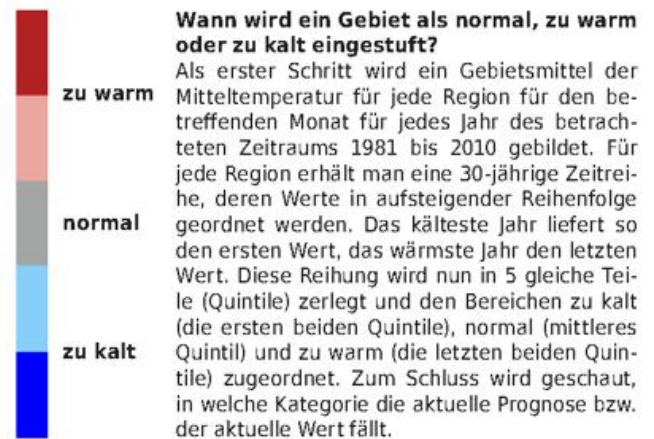 Wann wird ein Gebiet als normal, zu warm
oder zu kalt eingestuft?
Als erster Schritt wird ein Gebietsmittel der
Mitteltemperatur für jede Region für den be-
treffenden Monat für jedes Jahr des betrach-
teten Zeitraums 1981 bis 2010 gebildet. Für
jede Region erhält man eine 30-jährige Zeitrei-
he, deren Werte in aufsteigender Reihenfolge
geordnet werden. Das kälteste Jahr liefert so
den ersten Wert, das wärmste Jahr den letzten
Wert. Diese Reihung wird nun in 5 gleiche Tei-
le (Quintile) zerlegt und den Bereichen zu kalt
(die ersten beiden Quintile), normal (mittleres
Quintil) und zu warm (die letzten beiden Quin-
tile) zugeordnet. Zum Schluss wird geschaut,
in welche Kategorie die aktuelle Prognose bzw.
der aktuelle Wert fällt.
zu warm
normal
zu kalt